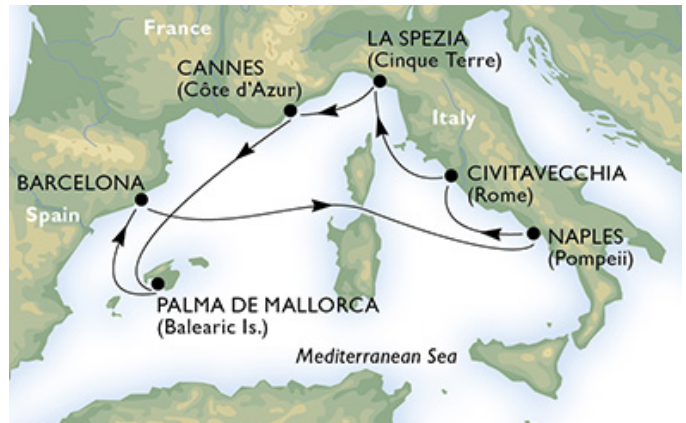 France
LA SPEZIA
(Cinque Terre)
CANNES
(Côte d'Azur)
Italy
BARCELONA
CIVITAVECCHIA
(Rome)
Spain
NAPLES
(Pompeii)
PALMA DE MALLORCA
(Balearic Is.)
Mediterranean Sea